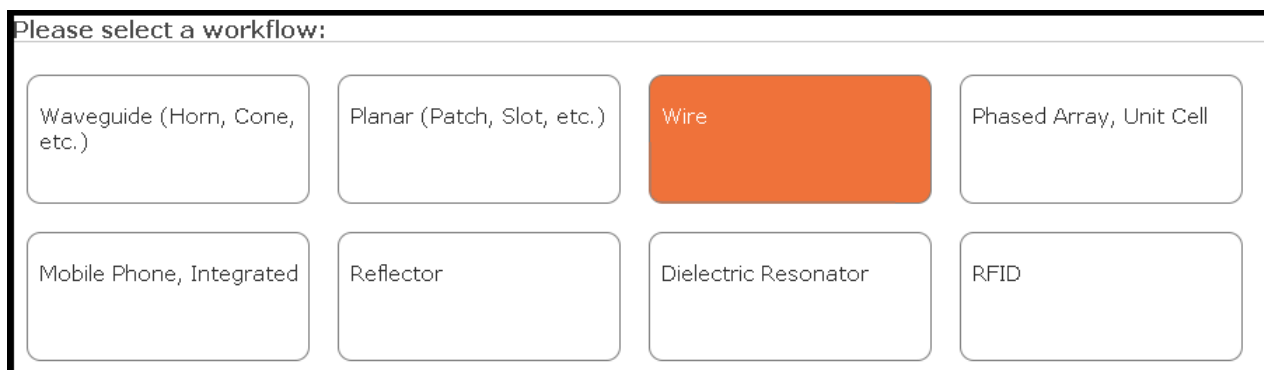 Please select a workflow:
Waveguide (Horn, Cone,
etc.)
Planar (Patch, Slot, etc.)
Wire
Phased Array, Unit Cell
Mobile Phone, Integrated
Reflector
Dielectric Resonator
RFID